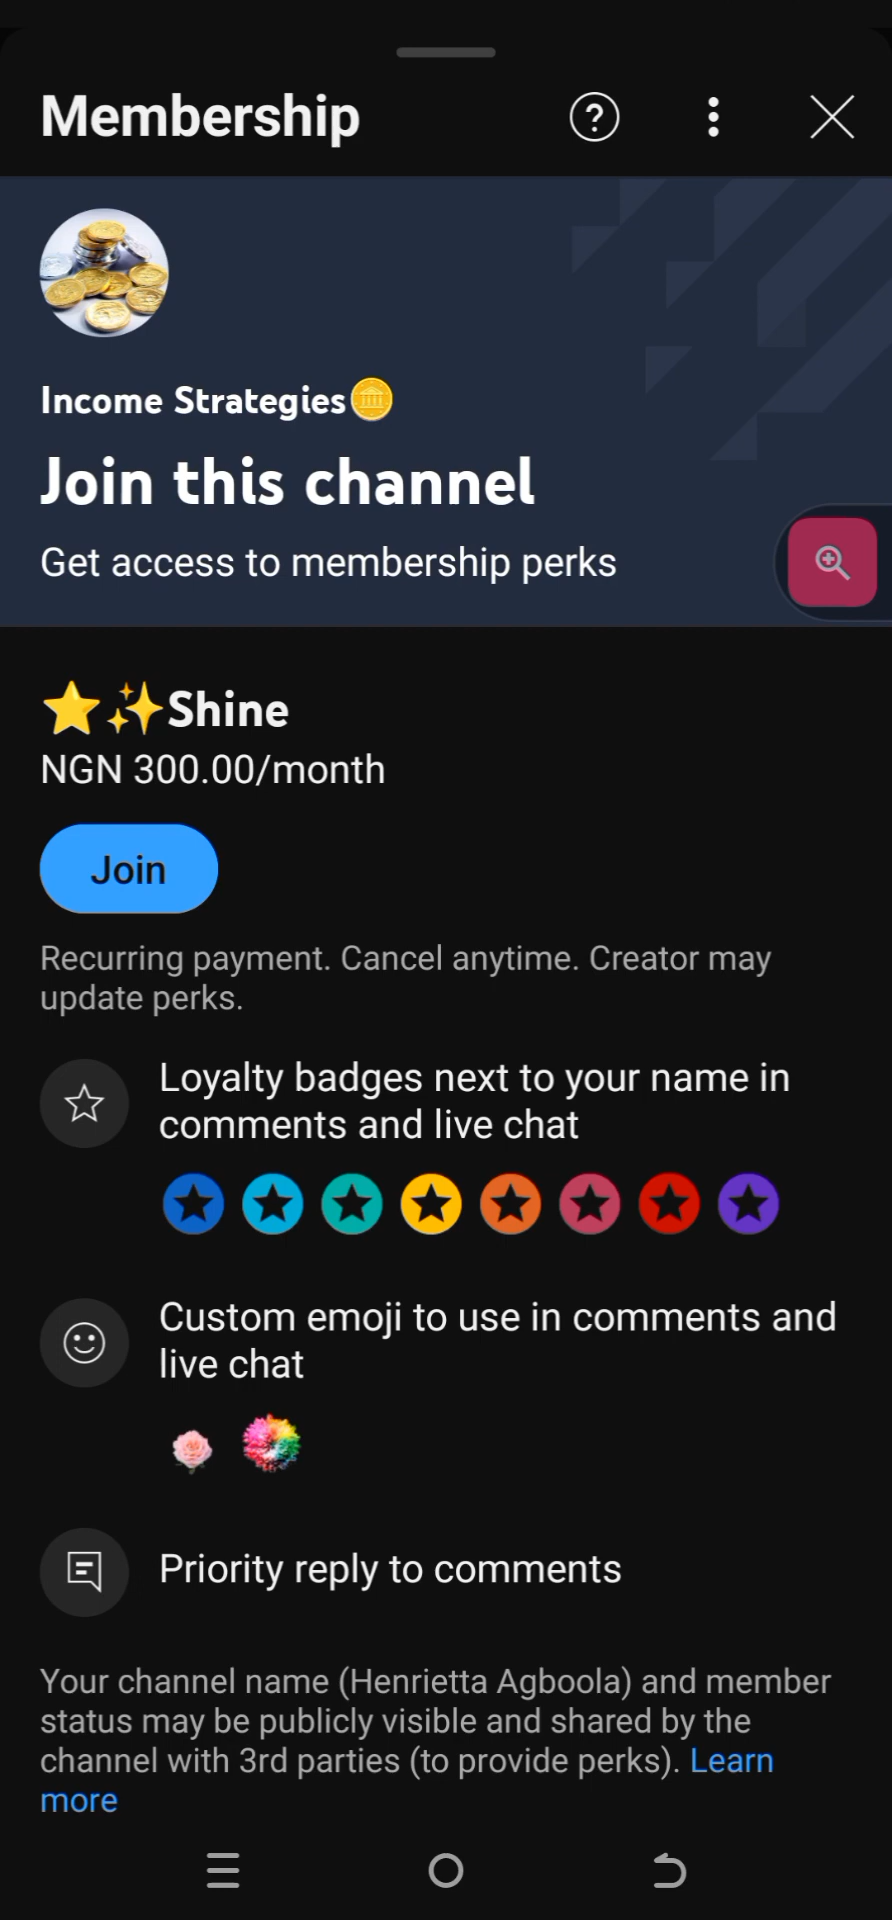 Membership
Income Strategies
Join this channel
Get access to membership perks
⭐✨Shine
NGN 300.00/month
Join
Recurring payment. Cancel anytime. Creator may
update perks.
Loyalty badges next to your name in
comments and live chat
Custom emoji to use in comments and
live chat
Priority reply to comments
Your channel name (Henrietta Agboola) and member
status may be publicly visible and shared by the
channel with 3rd parties (to provide perks). Learn
more